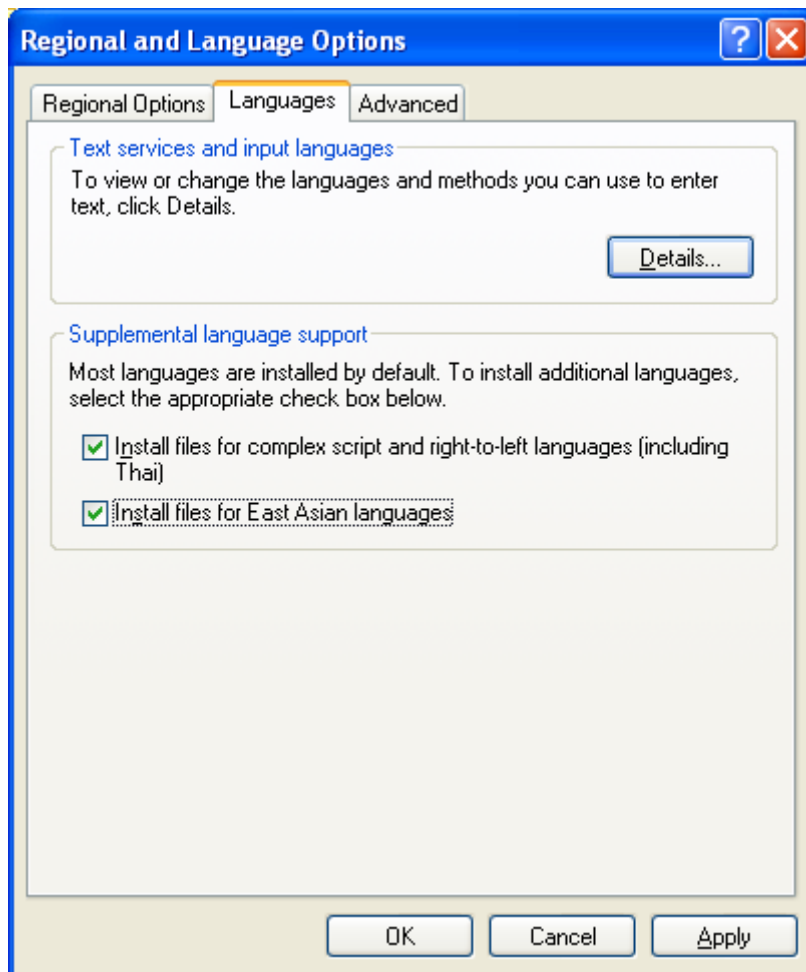 Regional and Language Options
Regional Options Languages Advanced
Text services and input languages
To view or change the languages and methods you can use to enter
text, click Details.
Details...
Supplemental language support
Most languages are installed by default. To install additional languages,
select the appropriate check box below.
Install files for complex script and right-to-left languages (including
Thai)
Install files for East Asian languages
OK Cancel Apply